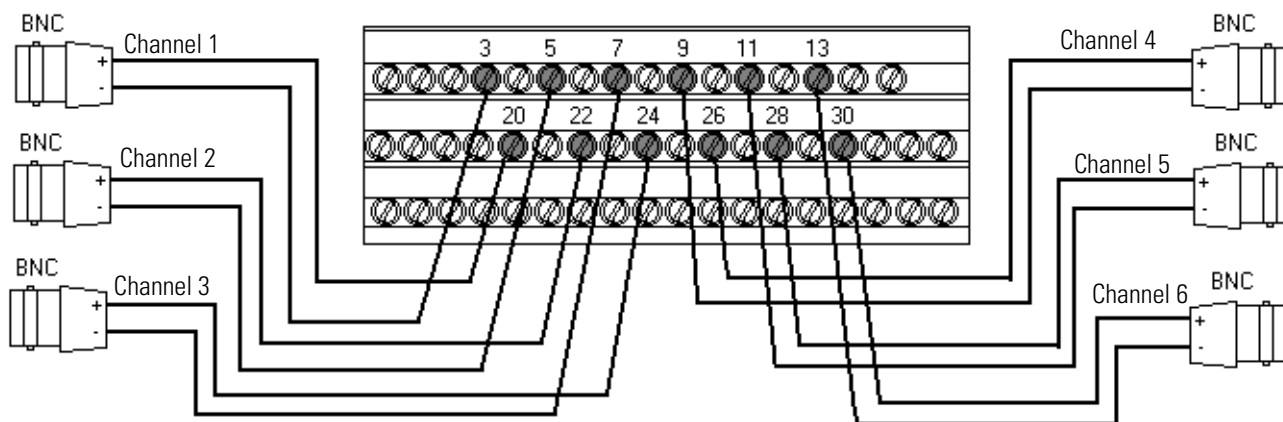 BNC
Channel 1
+
-
BNC
Channel 2
+
-
BNC
Channel 3
+
-
3 5 7 9 11 13
20 22 24 26 28 30
BNC
Channel 4
+
-
BNC
Channel 5
+
-
BNC
Channel 6
+
-